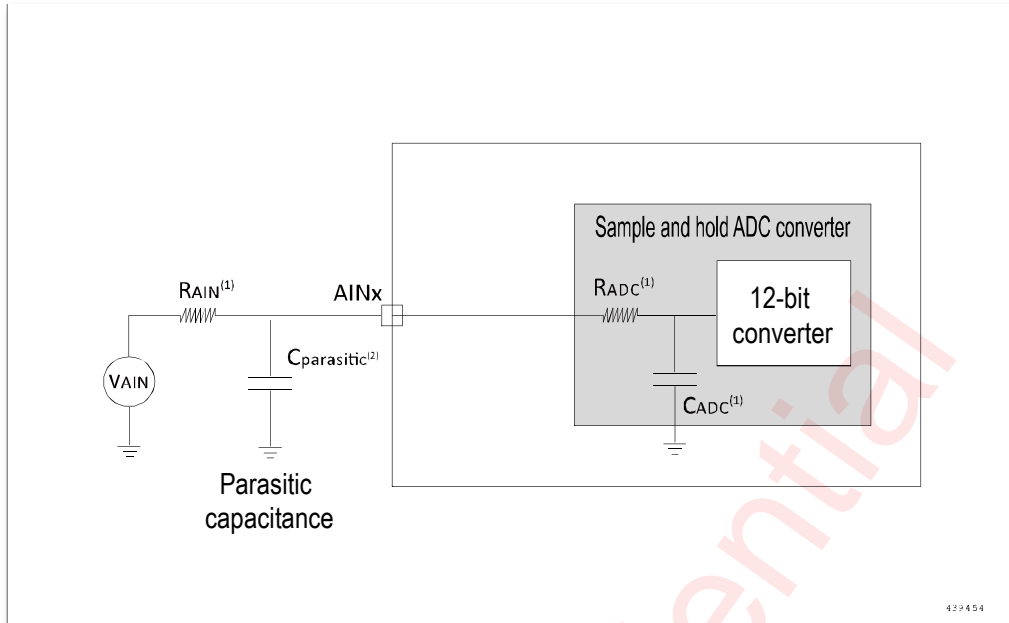 Sample and hold ADC converter
RAIN(1)
AINx
RADC(1)
12-bit
converter
Cparasitic(2)
VAIN
CADC(1)
Parasitic
capacitance
ential
439454